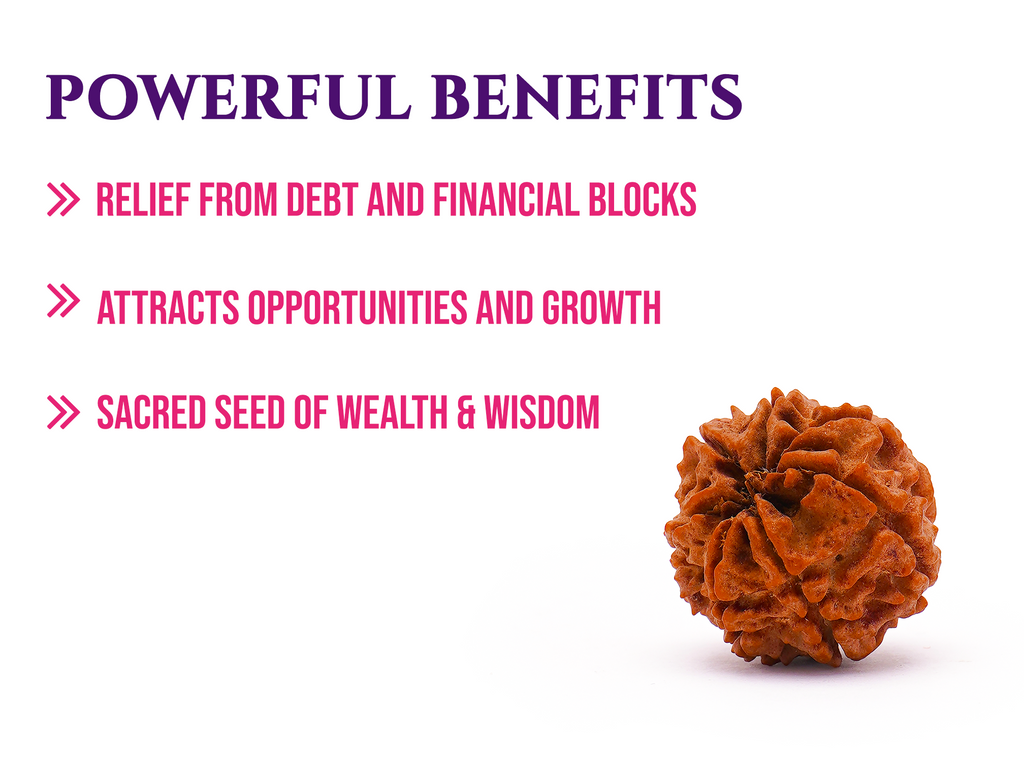 POWERFUL BENEFITS
RELIEF FROM DEBT AND FINANCIAL BLOCKS
ATTRACTS OPPORTUNITIES AND GROWTH
SACRED SEED OF WEALTH & WISDOM